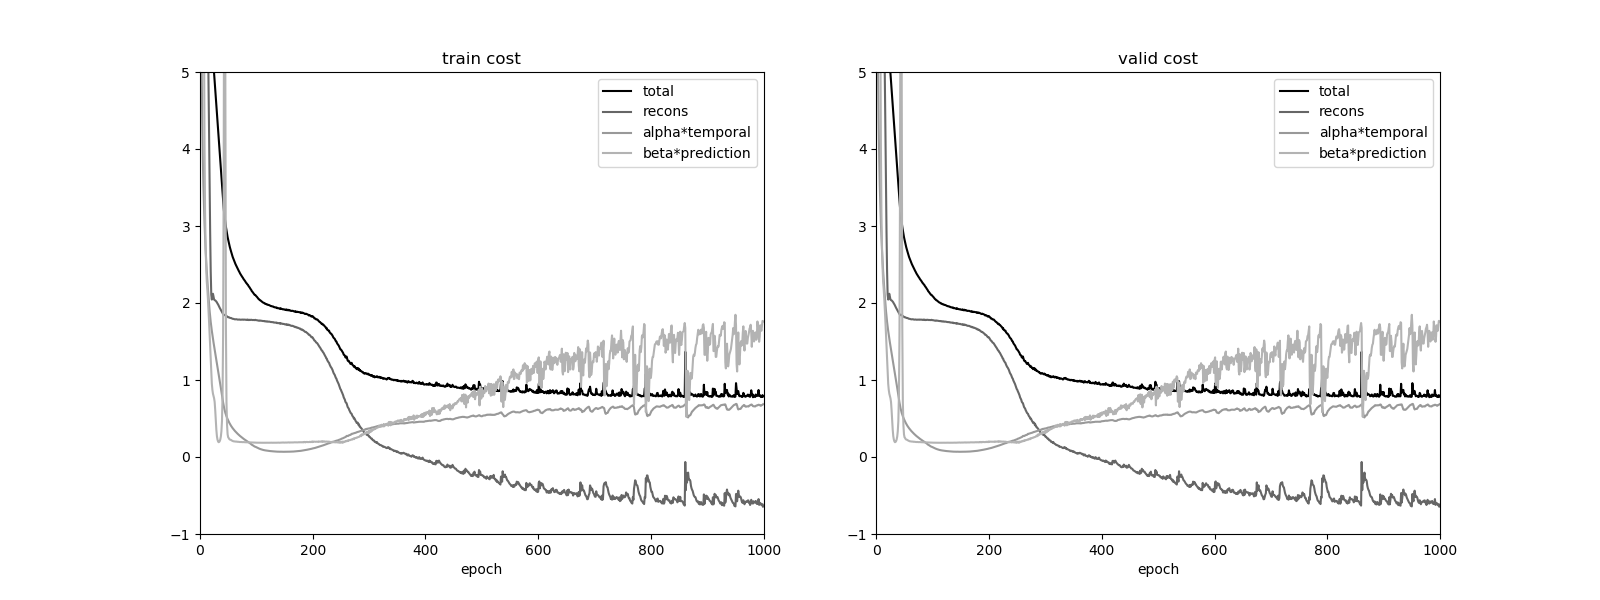 train cost
5
4
3
2
1
0
−1
0 200 400 600 800 1000
epoch
total
recons
alpha*temporal
beta*prediction
valid cost
5
4
3
2
1
0
−1
0 200 400 600 800 1000
epoch
total
recons
alpha*temporal
beta*prediction